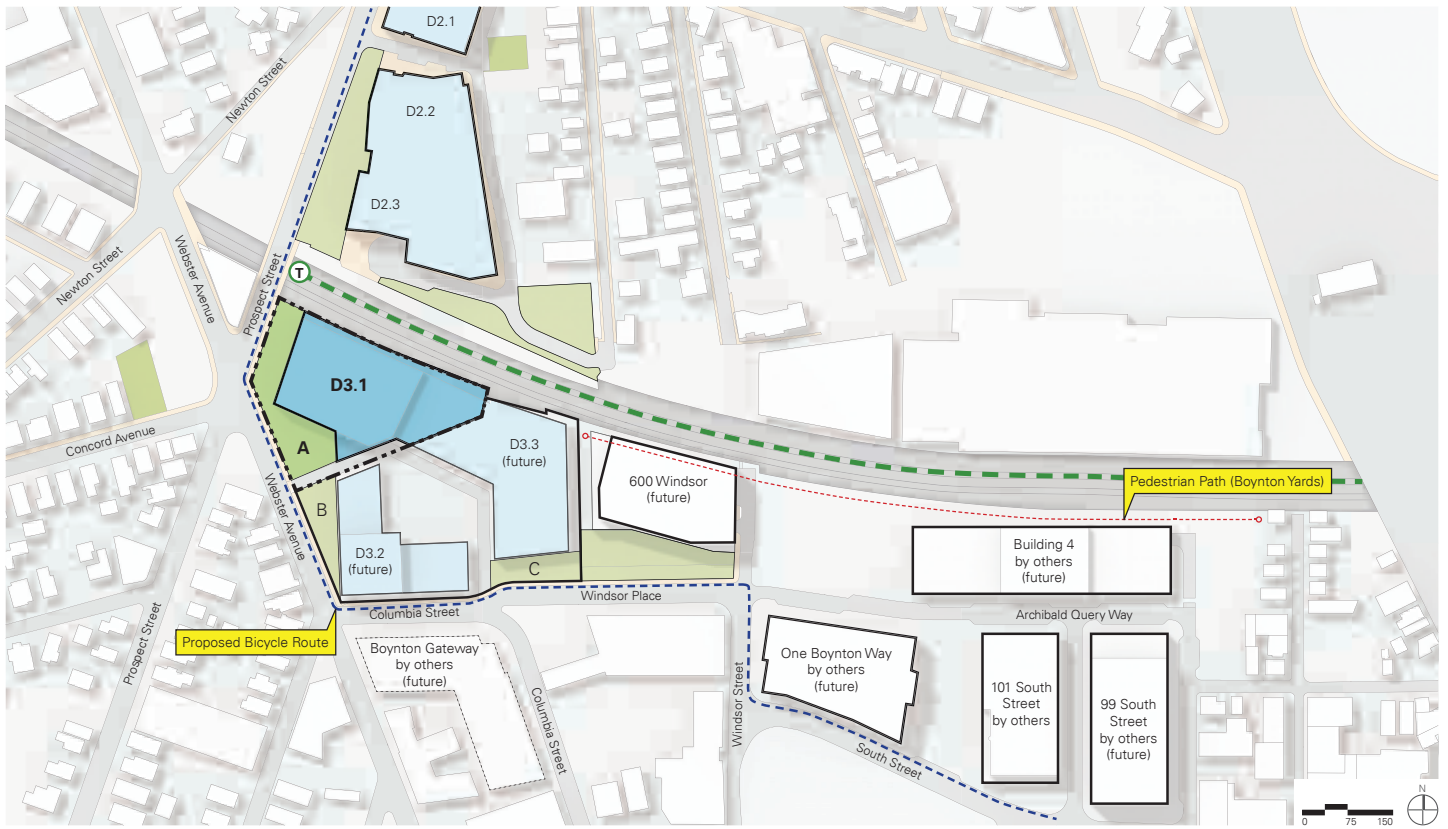 D2.1
Newton Street
D2.2
D2.3
Webster Avenue
Newton Street
Prospect Street
T
D3.1
Concord Avenue
A
D3.3
(future)
600 Windsor
(future)
Pedestrian Path (Boynton Yards)
Webster Avenue
B
D3.2
(future)
C
Building 4
by others
(future)
Windsor Place
Columbia Street
Archibald Query Way
Proposed Bicycle Route
Prospect Street
Boynton Gateway
by others
(future)
Columbia Street
Windsor Street
One Boynton Way
by others
(future)
South Street
101 South
Street
by others
99 South
Street
by others
(future)
N
0 75 150